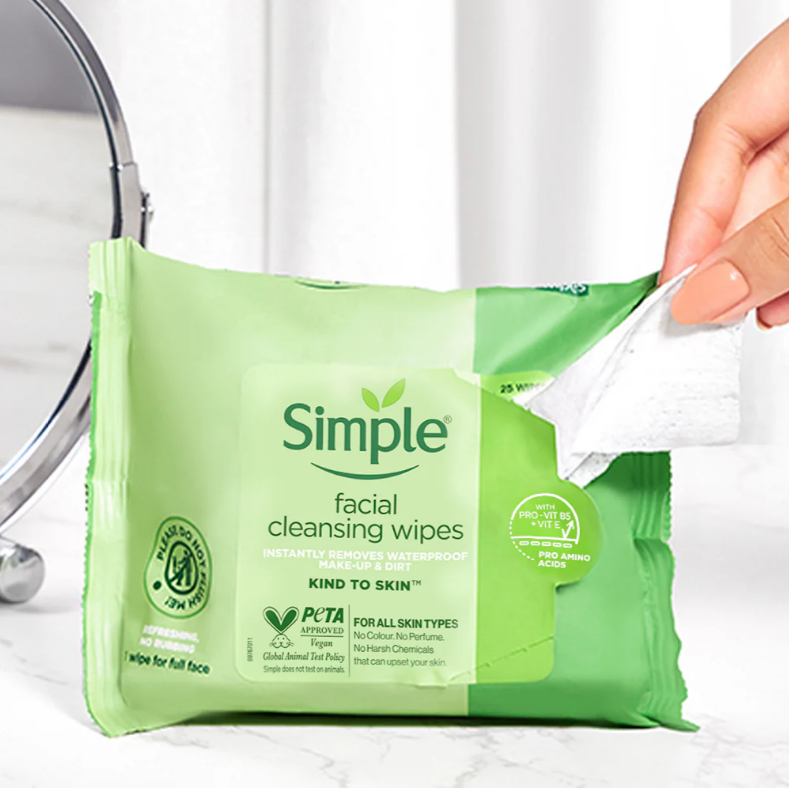 25 WIPES
Simple®
facial
cleansing wipes
INSTANTLY REMOVES WATERPROOF
MAKE-UP & DIRT
KIND TO SKIN™
WITH
PRO-VIT B5
+ VIT E
PRO AMINO
ACIDS
PLEASE DO NOT FLUSH ME!
REFRESHING,
NO RUBBING
1 wipe for full face
PeTA
APPROVED
Vegan
Global Animal Test Policy
Simple does not test on animals.
FOR ALL SKIN TYPES
No Colour. No Perfume.
No Harsh Chemicals
that can upset your skin.